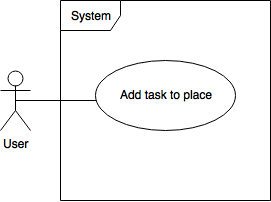 System
Add task to place
User